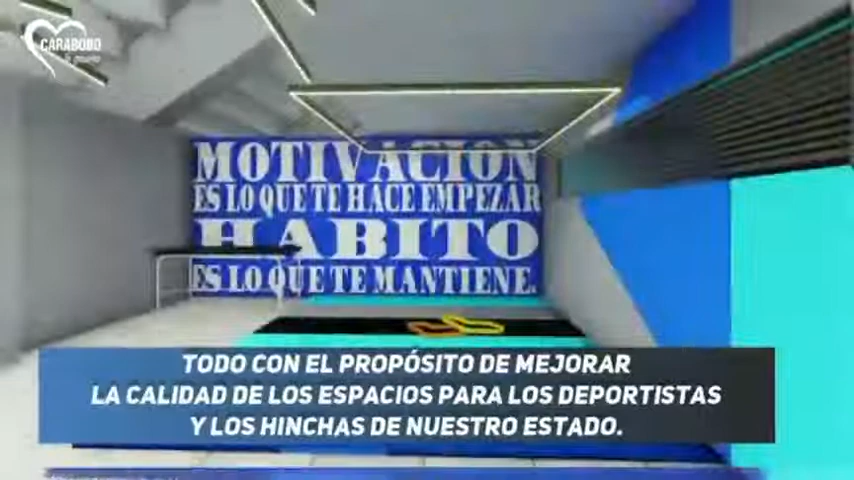 CARABOBO
MOTIVACION
ES LO QUE TE HACE EMPEZAR
HABITO
ES LO QUE TE MANTIENE.
TODO CON EL PROPÓSITO DE MEJORAR
LA CALIDAD DE LOS ESPACIOS PARA LOS DEPORTISTAS
Y LOS HINCHAS DE NUESTRO ESTADO.